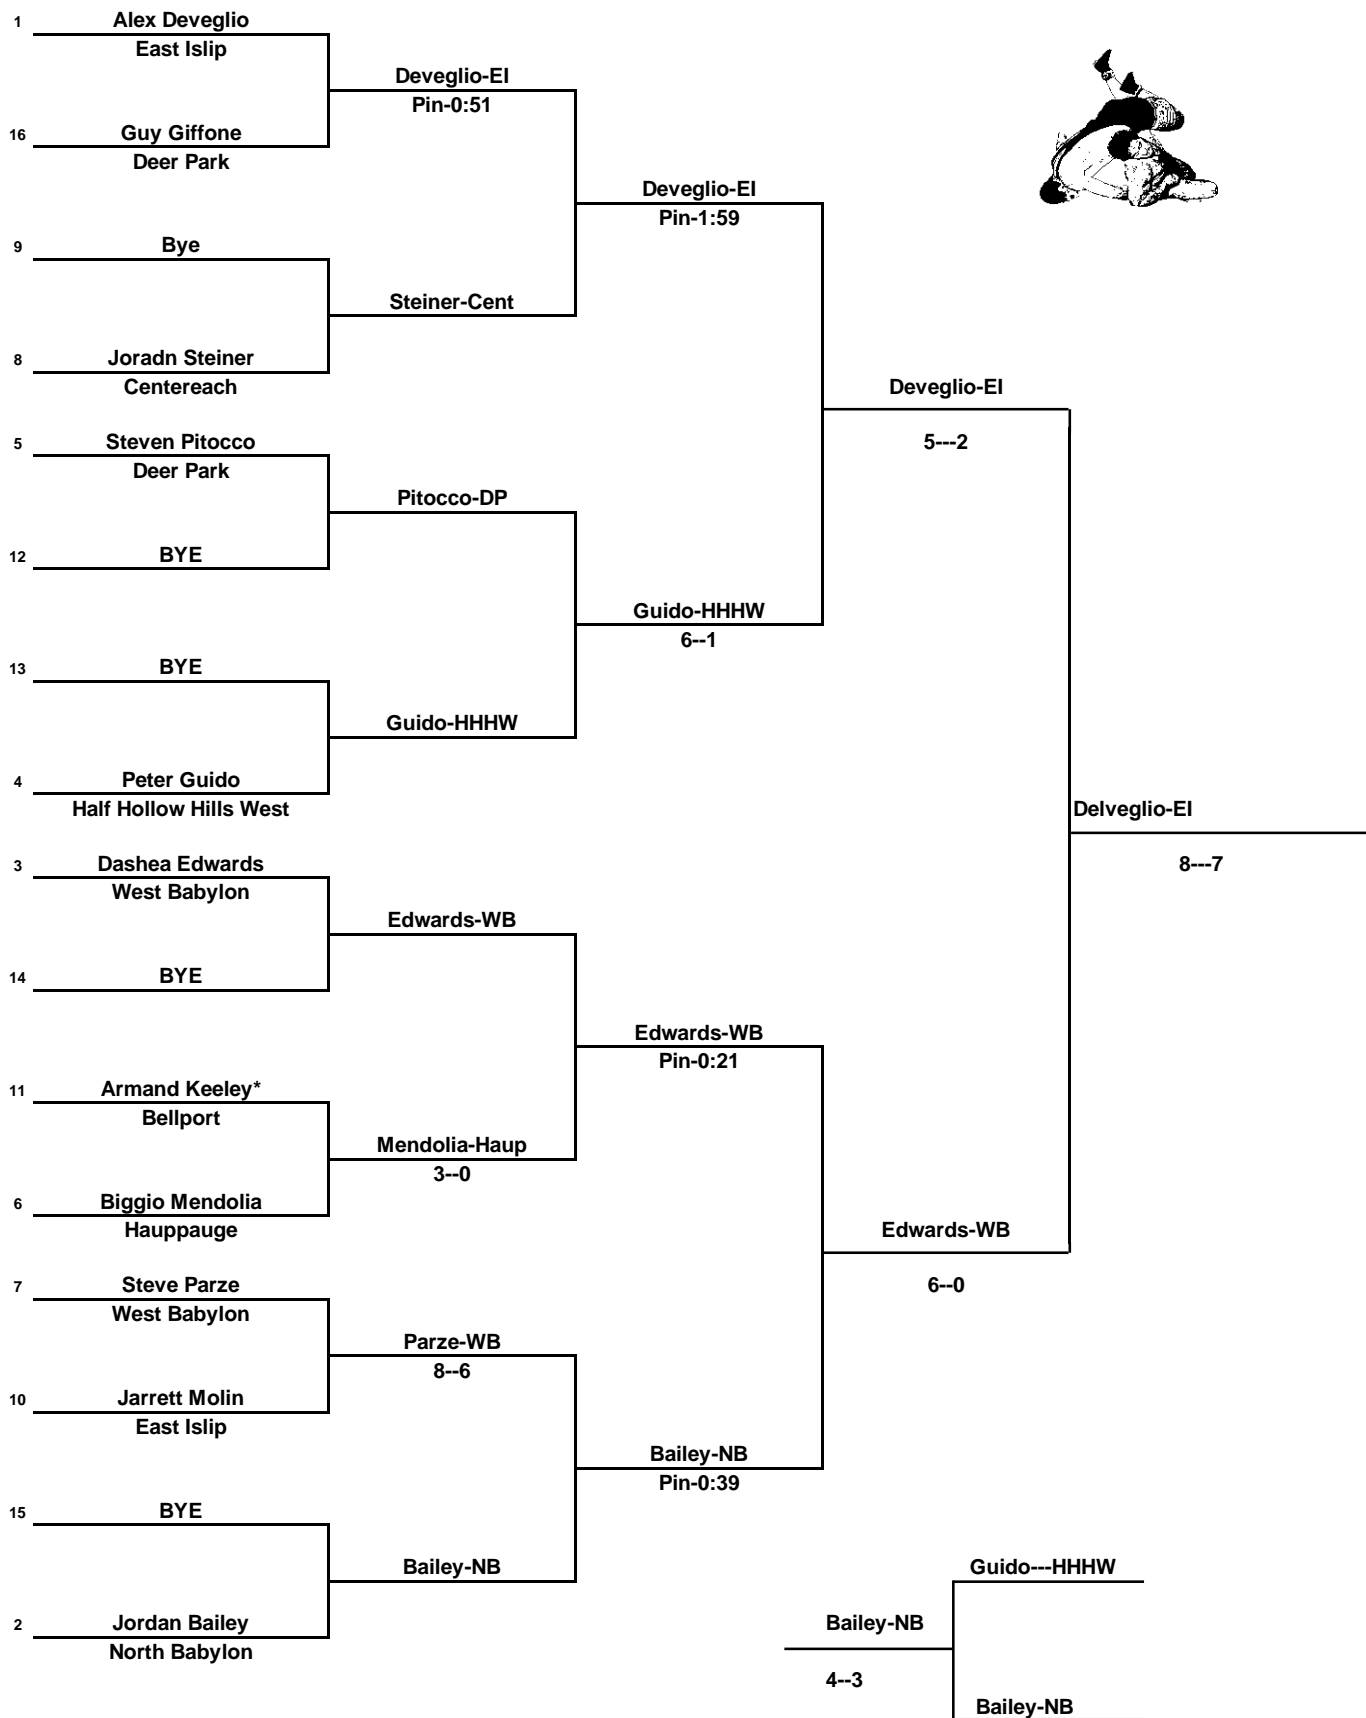 1 Alex Deveglio
East Islip
Deveglio-EI
Pin-0:51
16 Guy Giffone
Deer Park
Deveglio-EI
Pin-1:59
9 Bye
Steiner-Cent
8 Joradn Steiner
Centereach
Deveglio-EI
5---2
5 Steven Pitocco
Deer Park
Pitocco-DP
12 BYE
Guido-HHHW
6--1
13 BYE
Guido-HHHW
4 Peter Guido
Half Hollow Hills West
Delveglio-EI
8---7
3 Dashea Edwards
West Babylon
Edwards-WB
14 BYE
Edwards-WB
Pin-0:21
11 Armand Keeley*
Bellport
Mendolia-Haup
3--0
6 Biggio Mendolia
Hauppauge
Edwards-WB
6--0
7 Steve Parze
West Babylon
Parze-WB
8--6
10 Jarrett Molin
East Islip
Bailey-NB
Pin-0:39
15 BYE
Bailey-NB
2 Jordan Bailey
North Babylon
Guido---HHHW
Bailey-NB
4--3
Bailey-NB